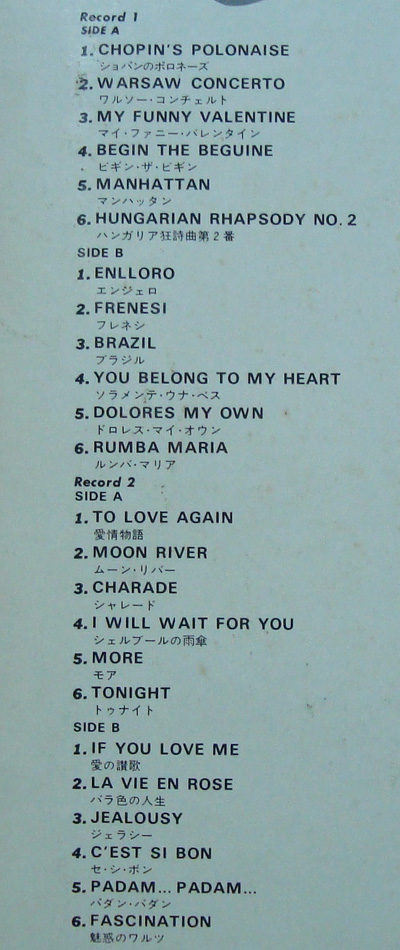 Record 1
SIDE A
1. CHOPIN'S POLONAISE
ショパンのポロネーズ
2. WARSAW CONCERTO
ワルソー・コンチェルト
3. MY FUNNY VALENTINE
マイ・ファニー・バレンタイン
4. BEGIN THE BEGUINE
ビギン・ザ・ビギン
5. MANHATTAN
マンハッタン
6. HUNGARIAN RHAPSODY NO. 2
ハンガリア狂詩曲第2番
SIDE B
1. ENLLORO
エンジェロ
2. FRENESI
フレネシ
3. BRAZIL
ブラジル
4. YOU BELONG TO MY HEART
ソラメンテ・ウナ・ベス
5. DOLORES MY OWN
ドロレス・マイ・オウン
6. RUMBA MARIA
ルンバ・マリア
Record 2
SIDE A
1. TO LOVE AGAIN
愛情物語
2. MOON RIVER
ムーン・リバー
3. CHARADE
シャレード
4. I WILL WAIT FOR YOU
シェルブールの雨傘
5. MORE
モア
6. TONIGHT
トゥナイト
SIDE B
1. IF YOU LOVE ME
愛の讃歌
2. LA VIE EN ROSE
バラ色の人生
3. JEALOUSY
ジェラシー
4. C'EST SI BON
セ・シ・ボン
5. PADAM... PADAM...
パダン・パダン
6. FASCINATION
魅惑のワルツ